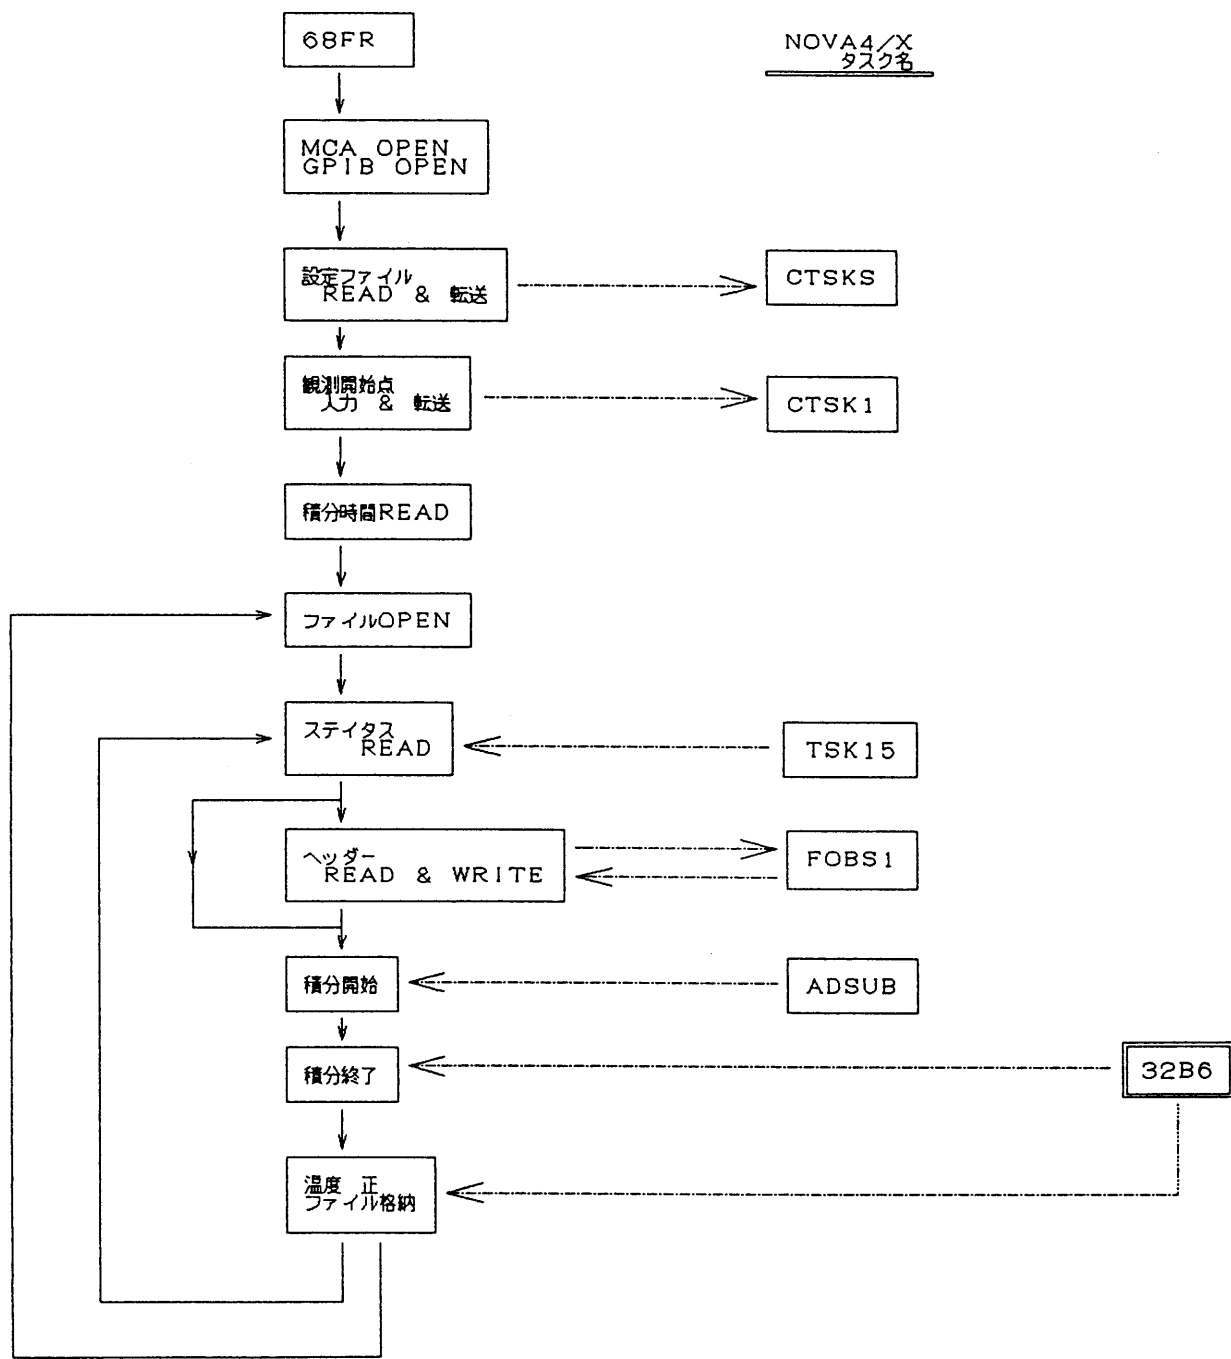 68FR
NOVA4/X
タスク名
MCA OPEN
GPIB OPEN
設定ファイル
READ & 転送
CTSKS
観測開始点
入力 & 転送
CTSK1
積分時間READ
ファイルOPEN
ステイタス
READ
TSK15
ヘッダー
READ & WRITE
FOBS1
積分開始
ADSUB
積分終了
32B6
温度 正
ファイル格納